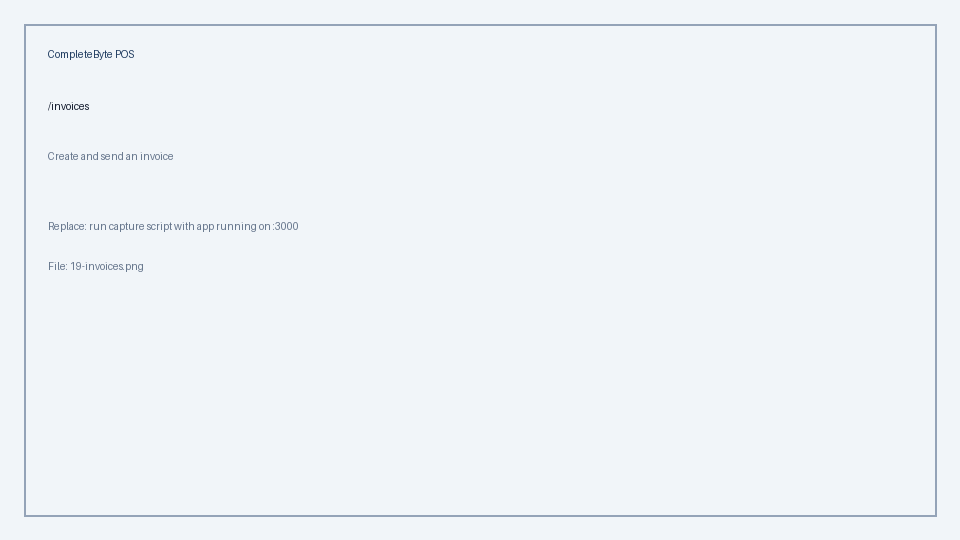 CompleteByte POS
/invoices
Create and send an invoice
Replace: run capture script with app running on :3000
File: 19-invoices.png